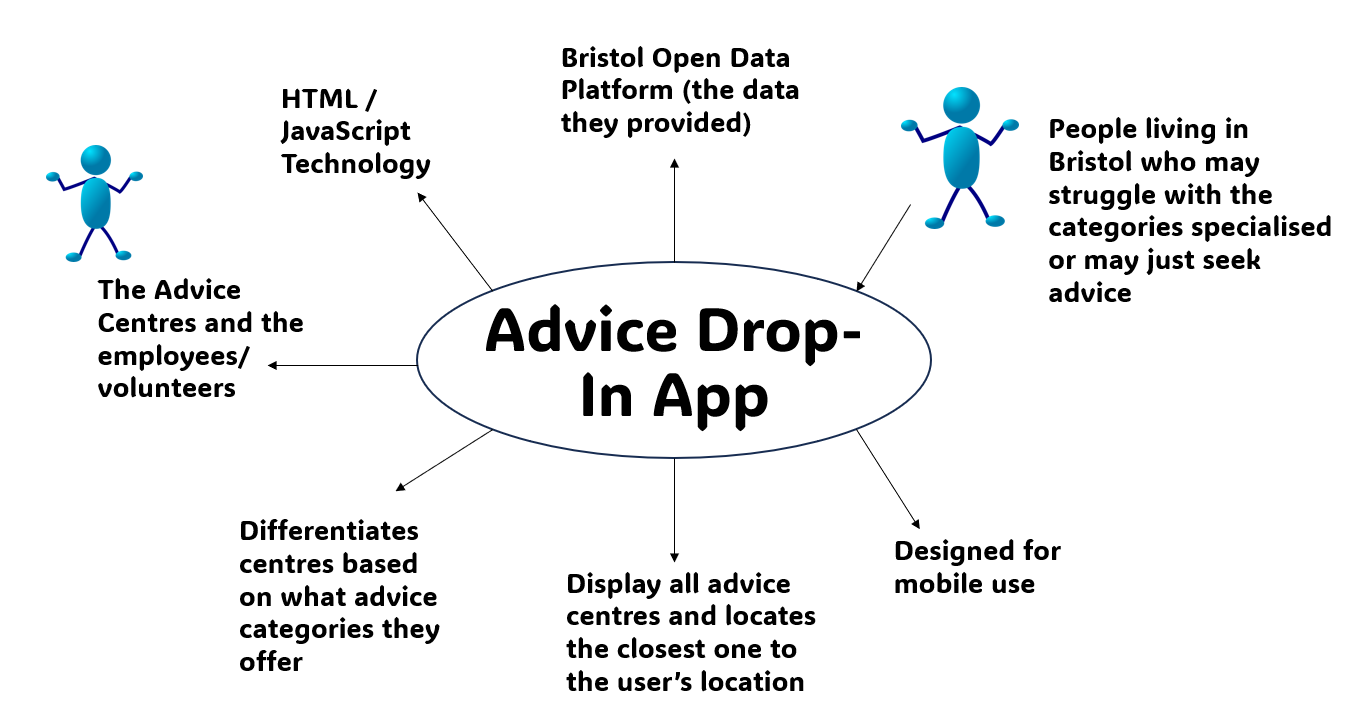 Bristol Open Data
Platform (the data
they provided)
HTML /
JavaScript
Technology
People living in
Bristol who may
struggle with the
categories specialised
or may just seek
advice
The Advice
Centres and the
employees/
volunteers
Advice Drop-
In App
Differentiates
centres based
on what advice
categories they
offer
Display all advice
centres and locates
the closest one to
the user's location
Designed for
mobile use